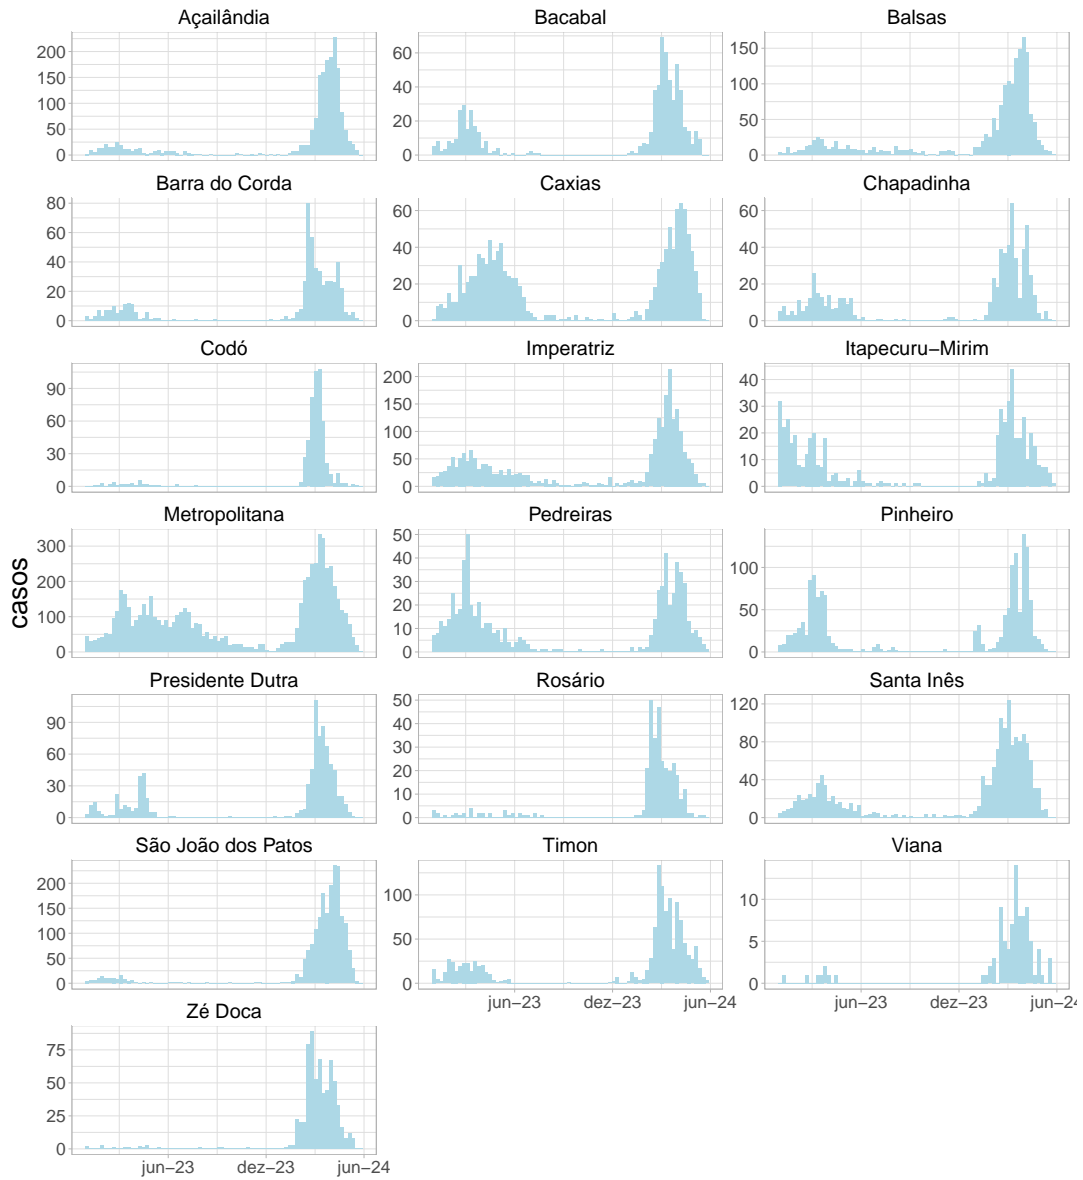 Açailândia
Bacabal
Balsas
200
150
100
50
0
60
40
20
0
150
100
50
0
Barra do Corda
Caxias
Chapadinha
80
60
40
20
0
60
40
20
0
60
40
20
0
Codó
Imperatriz
Itapecuru−Mirim
90
60
30
0
200
150
100
50
0
40
30
20
10
0
Metropolitana
Pedreiras
Pinheiro
300
200
100
0
50
40
30
20
10
0
100
50
0
casos
Presidente Dutra
Rosário
Santa Inês
90
60
30
0
50
40
30
20
10
0
120
80
40
0
São João dos Patos
Timon
Viana
200
150
100
50
0
100
50
0
10
5
0
jun−23
dez−23
jun−24
jun−23
dez−23
jun−24
Zé Doca
75
50
25
0
jun−23
dez−23
jun−24